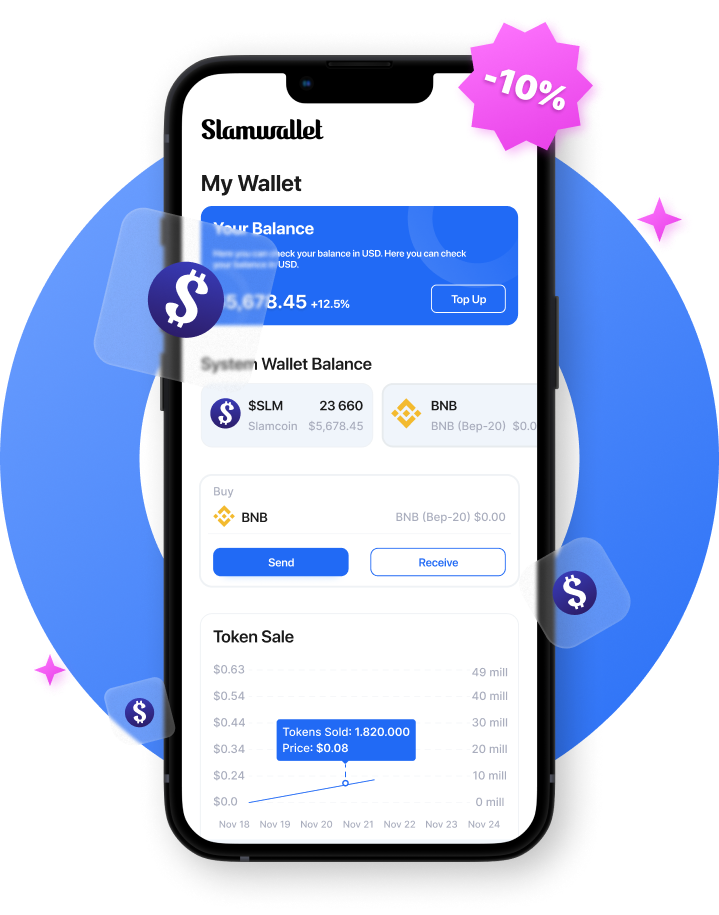 -10%
Slamwallet
My Wallet
Your Balance
Here you can check your balance in USD. Here you can check
your balance in USD.
$5,678.45 +12.5%
Top Up
System Wallet Balance
$SLM 23 660
Slamcoin $5,678.45
BNB
BNB (Bep-20) $0.0
Buy
BNB BNB (Bep-20) $0.00
Send Receive
Token Sale
$0.63 49 mill
$0.54 40 mill
$0.44 30 mill
Tokens Sold: 1.820.000
Price: $0.08
$0.34 20 mill
$0.24 10 mill
$0.0 0 mill
Nov 18 Nov 19 Nov 20 Nov 21 Nov 22 Nov 23 Nov 24